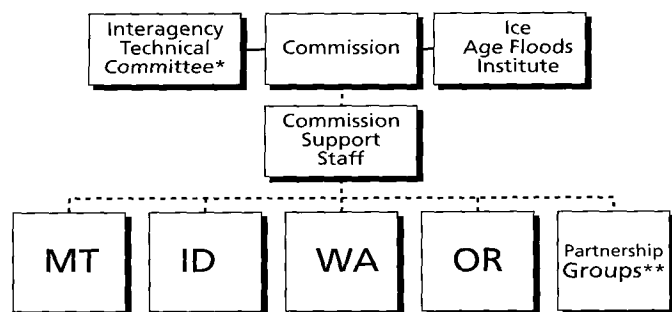 Interagency
Technical
Committee*
Commission
Ice
Age Floods
Institute
Commission
Support
Staff
MT
ID
WA
OR
Partnership
Groups**